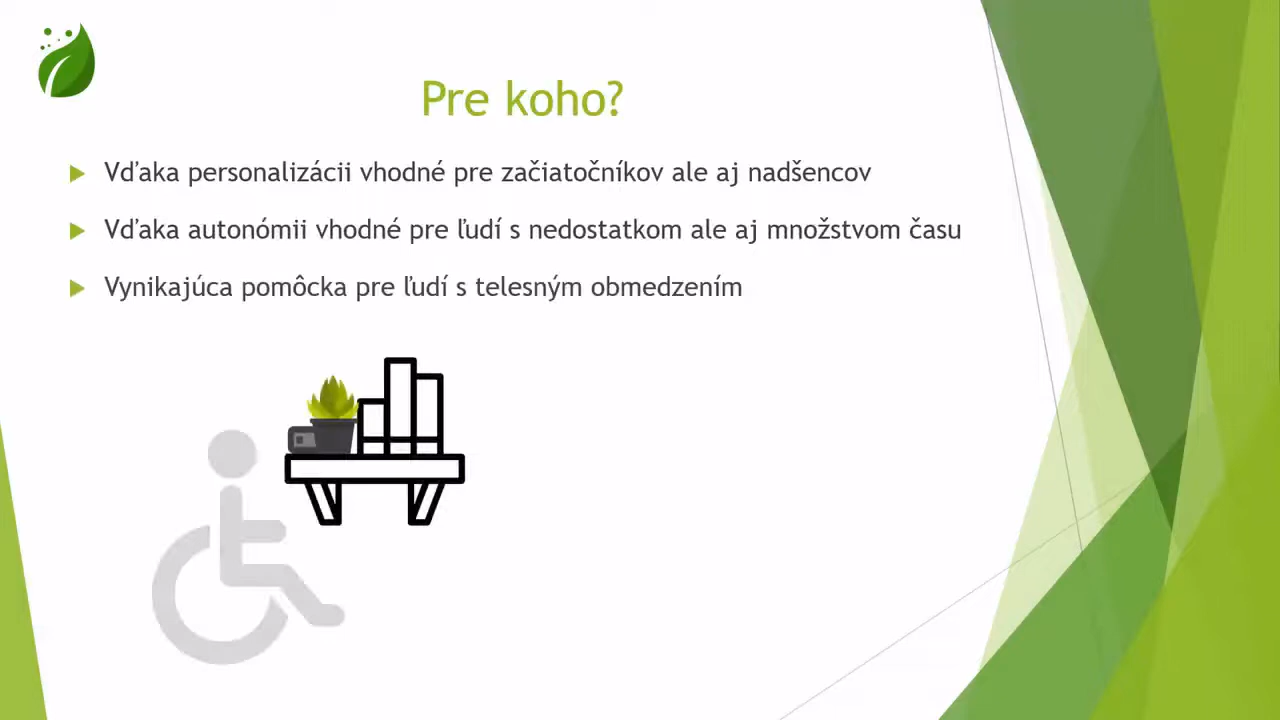 Pre koho?
Vďaka personalizácii vhodné pre začiatočníkov ale aj nadšencov
Vďaka autonómii vhodné pre ľudí s nedostatkom ale aj množstvom času
Vynikajúca pomôcka pre ľudí s telesným obmedzením